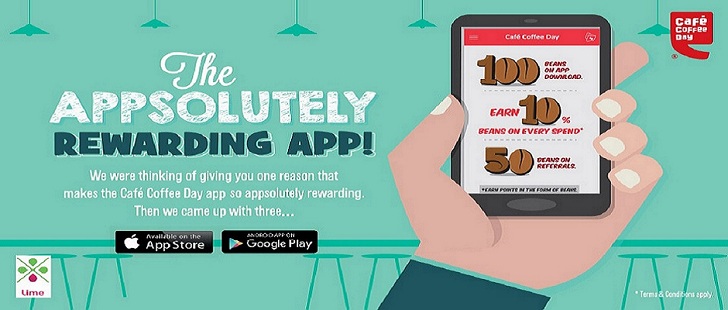 The
APPSOLUTELY
REWARDING APP!
We were thinking of giving you one reason that
makes the Café Coffee Day app so appsolutely rewarding.
Then we came up with three...
Available on the
App Store
ANDROID APP ON
Google Play
Lime
Café Coffee Day
100 BEANS
ON APP
DOWNLOAD.
EARN 10 %
BEANS ON EVERY SPEND*
50 BEANS ON
REFERRALS.
*EARN POINTS IN THE FORM OF BEANS.
Café
COFFEE
DAY
®
* Terms & Conditions apply